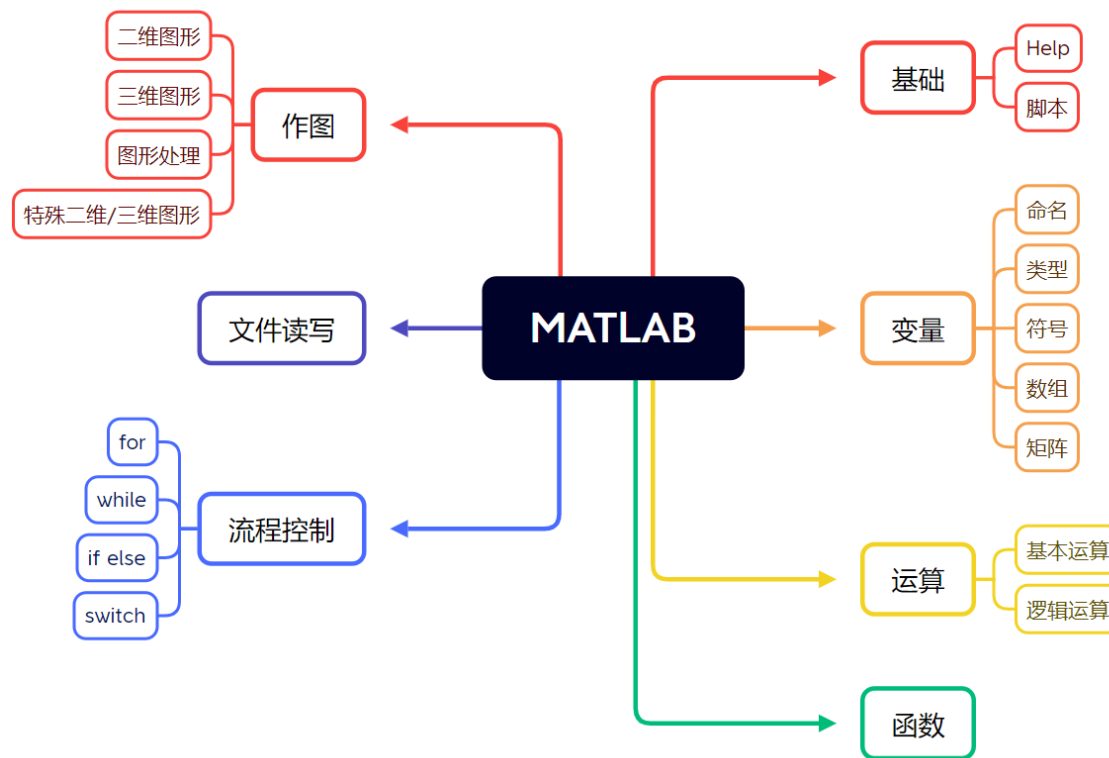 MATLAB
基础
Help
脚本
变量
命名
类型
符号
数组
矩阵
运算
基本运算
逻辑运算
函数
流程控制
for
while
if else
switch
文件读写
作图
二维图形
三维图形
图形处理
特殊二维/三维图形